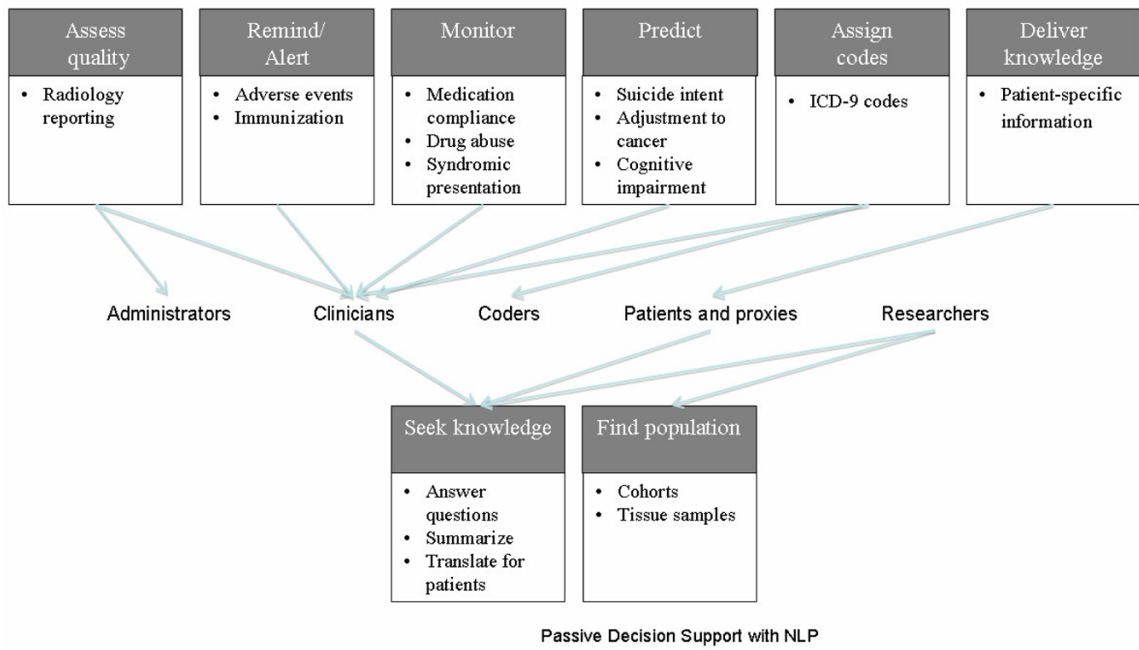 Assess
quality
• Radiology
reporting
Remind/
Alert
• Adverse events
• Immunization
Monitor
• Medication
compliance
• Drug abuse
• Syndromic
presentation
Predict
• Suicide intent
• Adjustment to
cancer
• Cognitive
impairment
Assign
codes
• ICD-9 codes
Deliver
knowledge
• Patient-specific
information
Administrators
Clinicians
Coders
Patients and proxies
Researchers
Seek knowledge
• Answer
questions
• Summarize
• Translate for
patients
Find population
• Cohorts
• Tissue samples
Passive Decision Support with NLP